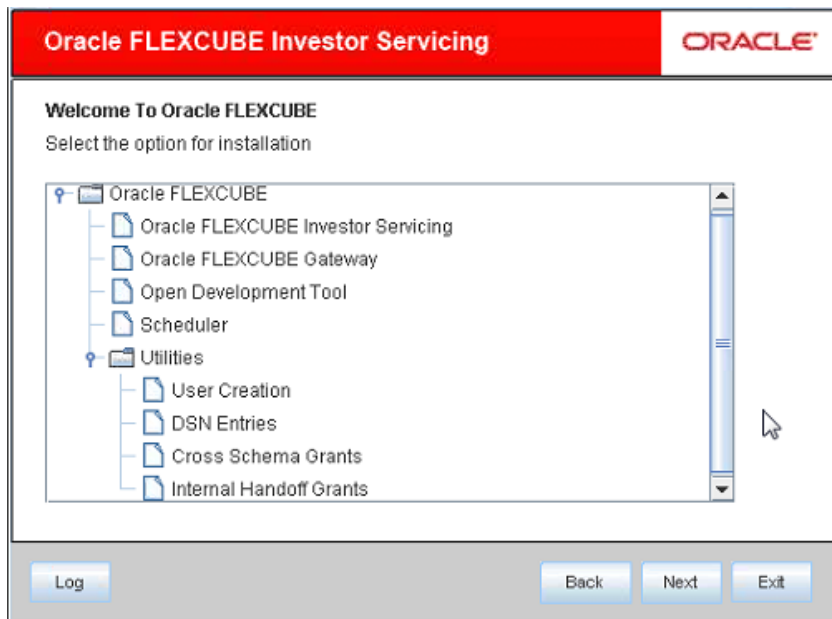 Oracle FLEXCUBE Investor Servicing
ORACLE
Welcome To Oracle FLEXCUBE
Select the option for installation
Oracle FLEXCUBE
Oracle FLEXCUBE Investor Servicing
Oracle FLEXCUBE Gateway
Open Development Tool
Scheduler
Utilities
User Creation
DSN Entries
Cross Schema Grants
Internal Handoff Grants
Log
Back
Next
Exit